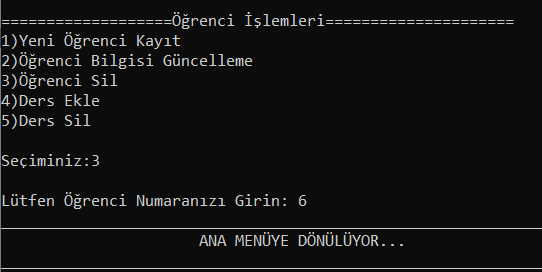 ===================Öğrenci İşlemleri=====================
1)Yeni Öğrenci Kayıt
2)Öğrenci Bilgisi Güncelleme
3)Öğrenci Sil
4)Ders Ekle
5)Ders Sil
Seçiminiz:3
Lütfen Öğrenci Numaranızı Girin: 6
ANA MENÜYE DÖNÜLÜYOR...